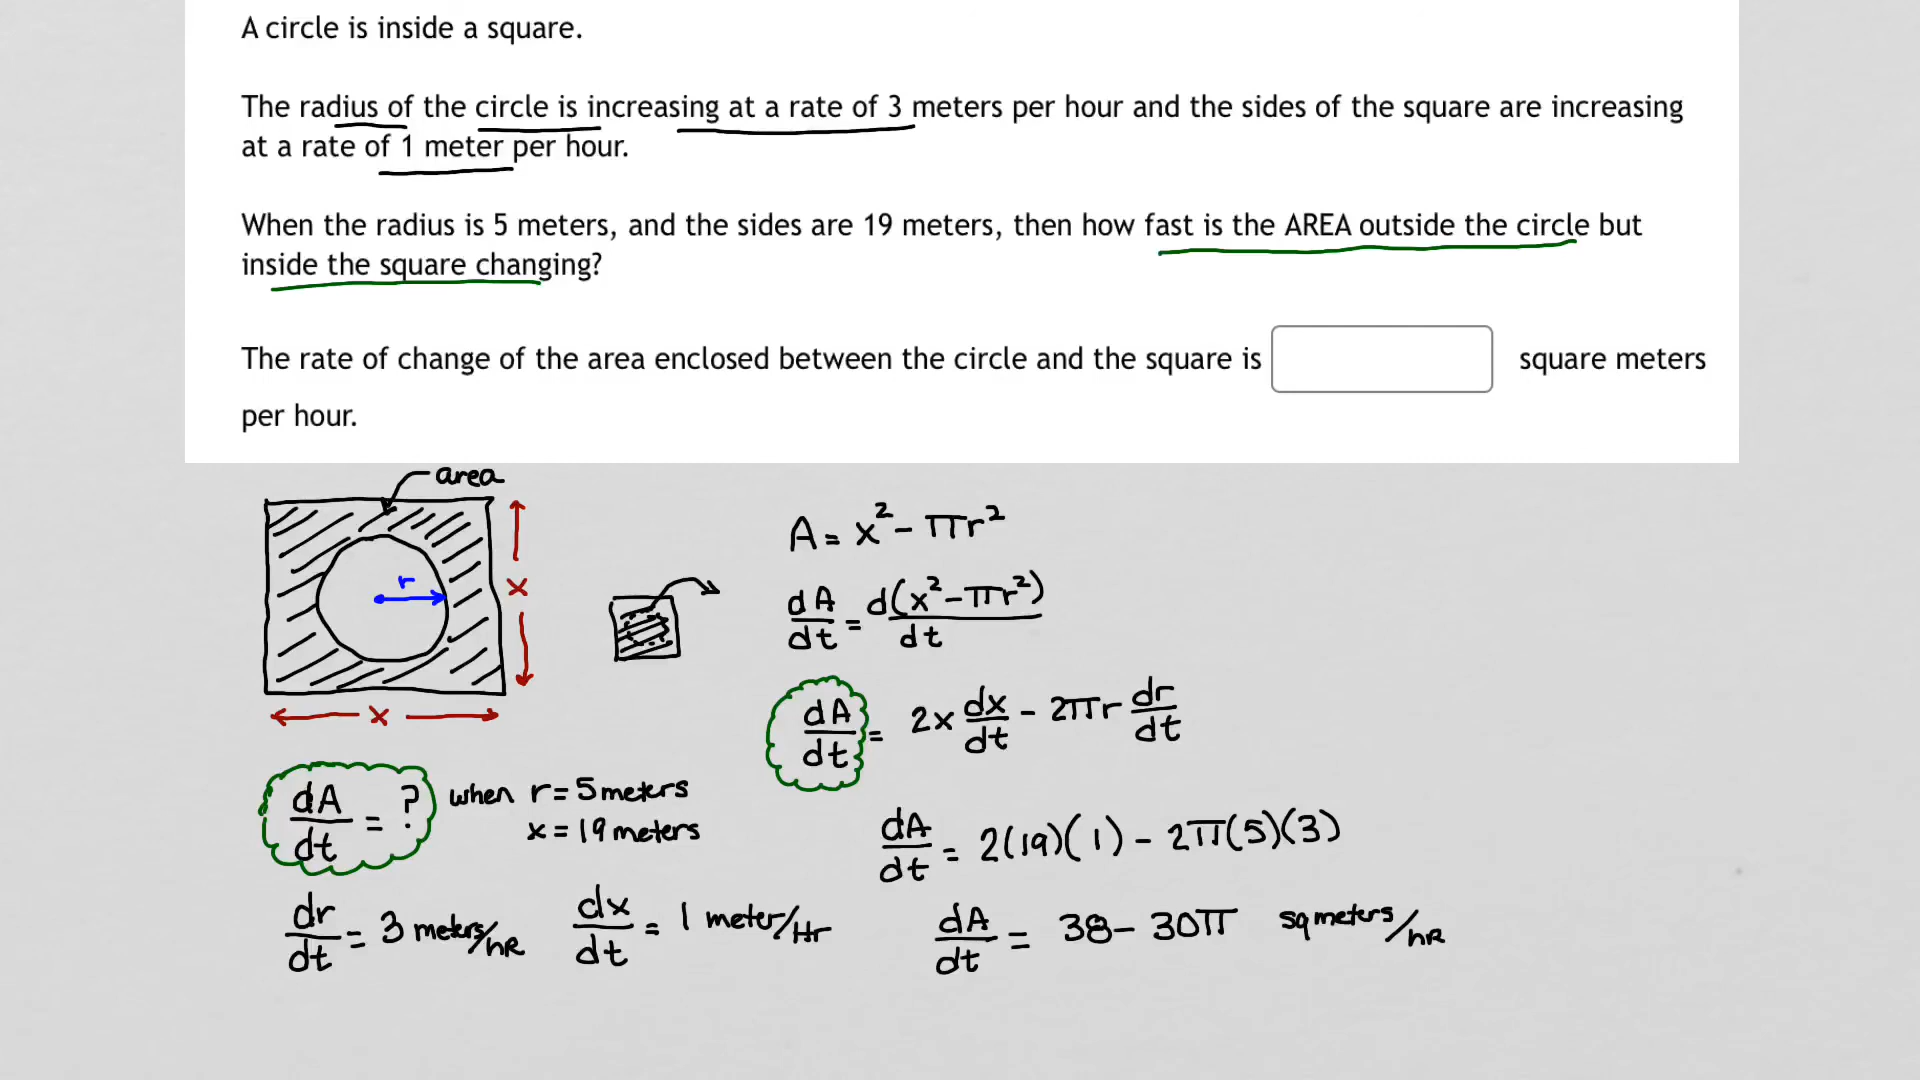 A circle is inside a square.
The radius of the circle is increasing at a rate of 3 meters per hour and the sides of the square are increasing
at a rate of 1 meter per hour.
When the radius is 5 meters, and the sides are 19 meters, then how fast is the AREA outside the circle but
inside the square changing?
The rate of change of the area enclosed between the circle and the square is square meters
per hour.
area
r
x
x
A = x² - πr²
dA/dt = d(x² - πr²)/dt
dA/dt = 2x dx/dt - 2πr dr/dt
dA/dt = ? when r = 5 meters
x = 19 meters
dA/dt = 2(19)(1) - 2π(5)(3)
dr/dt = 3 meters/hR
dx/dt = 1 meter/Hr
dA/dt = 38 - 30π sq meters/hR